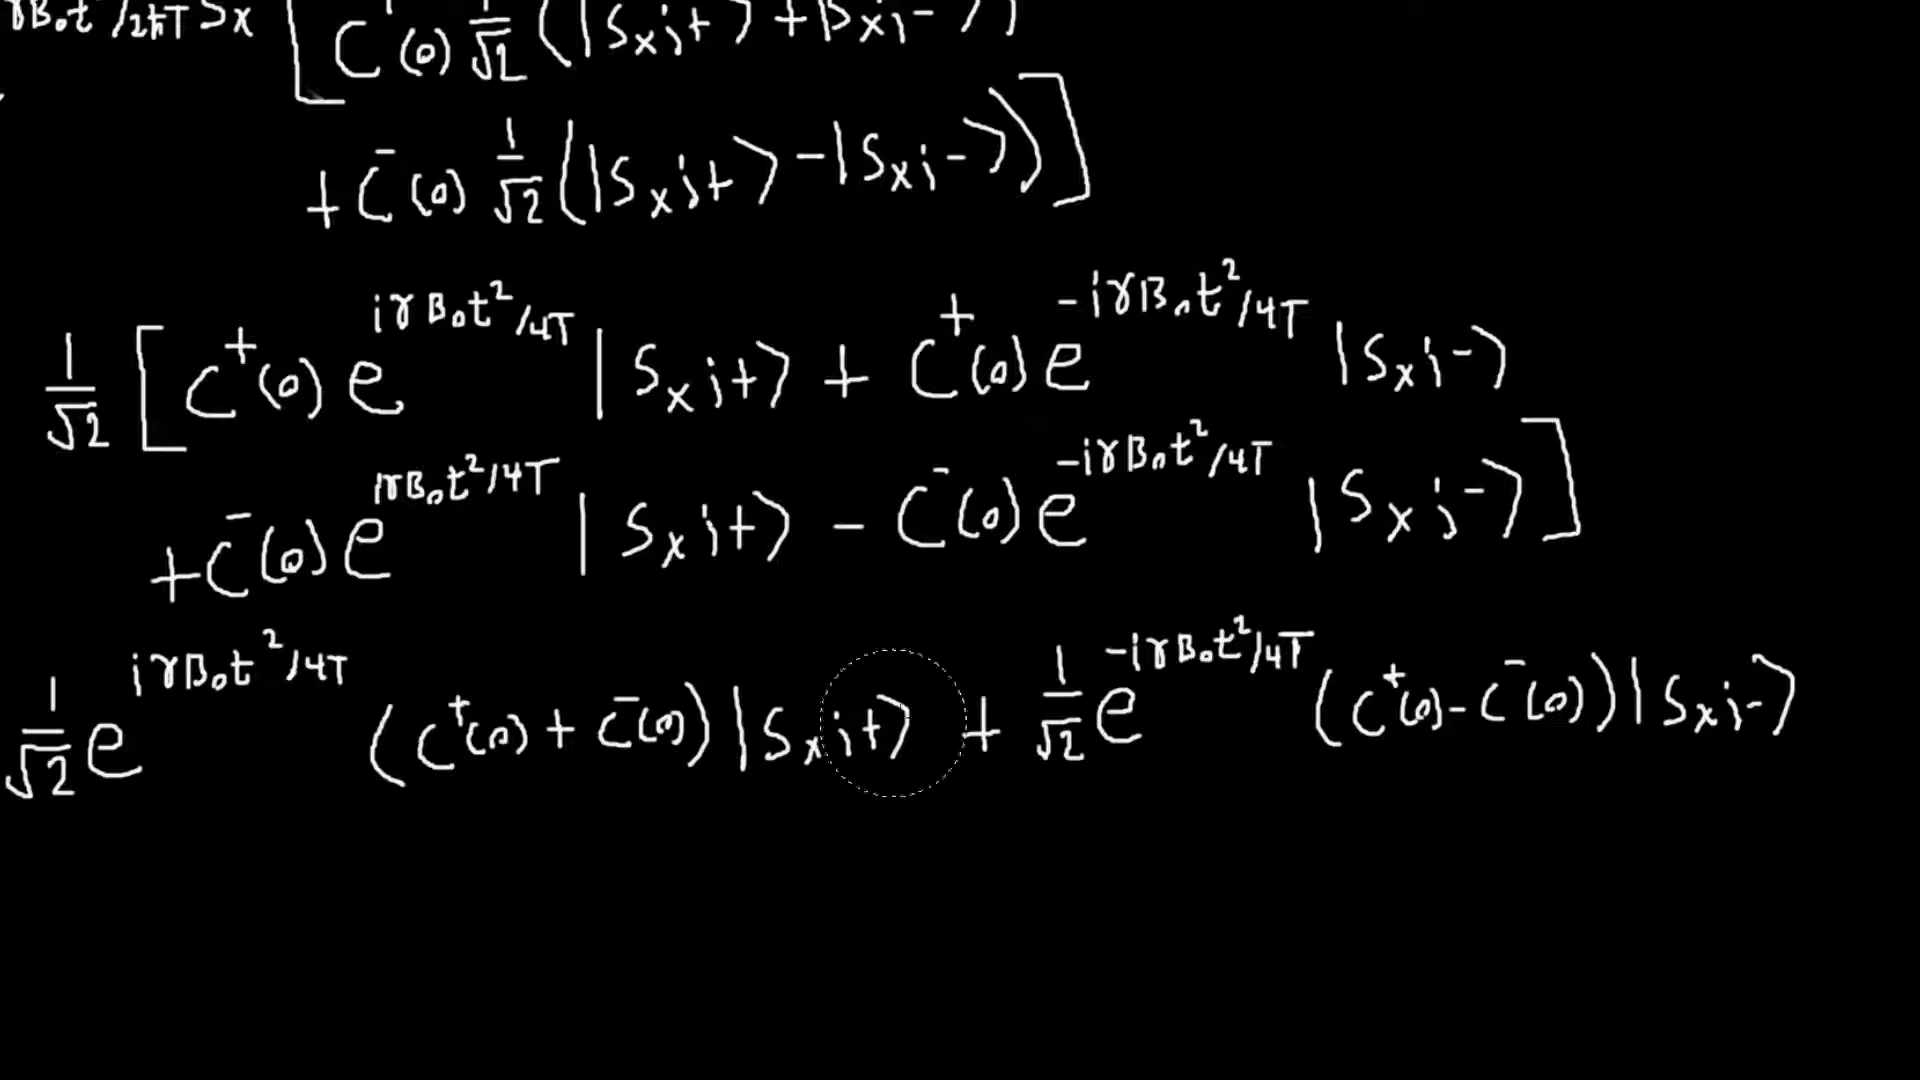 γB₀t²/2ħT Sx [C⁺(0) 1/√2 (|Sx;+⟩ + |Sx;-⟩)
+ C⁻(0) 1/√2 (|Sx;+⟩ - |Sx;-⟩)]
1/√2 [C⁺(0) e^{iγB₀t²/4T} |Sx;+⟩ + C⁺(0) e^{-iγB₀t²/4T} |Sx;-⟩
+ C⁻(0) e^{iγB₀t²/4T} |Sx;+⟩ - C⁻(0) e^{-iγB₀t²/4T} |Sx;-⟩]
1/√2 e^{iγB₀t²/4T} (C⁺(0) + C⁻(0)) |Sx;+⟩ + 1/√2 e^{-iγB₀t²/4T} (C⁺(0) - C⁻(0)) |Sx;-⟩